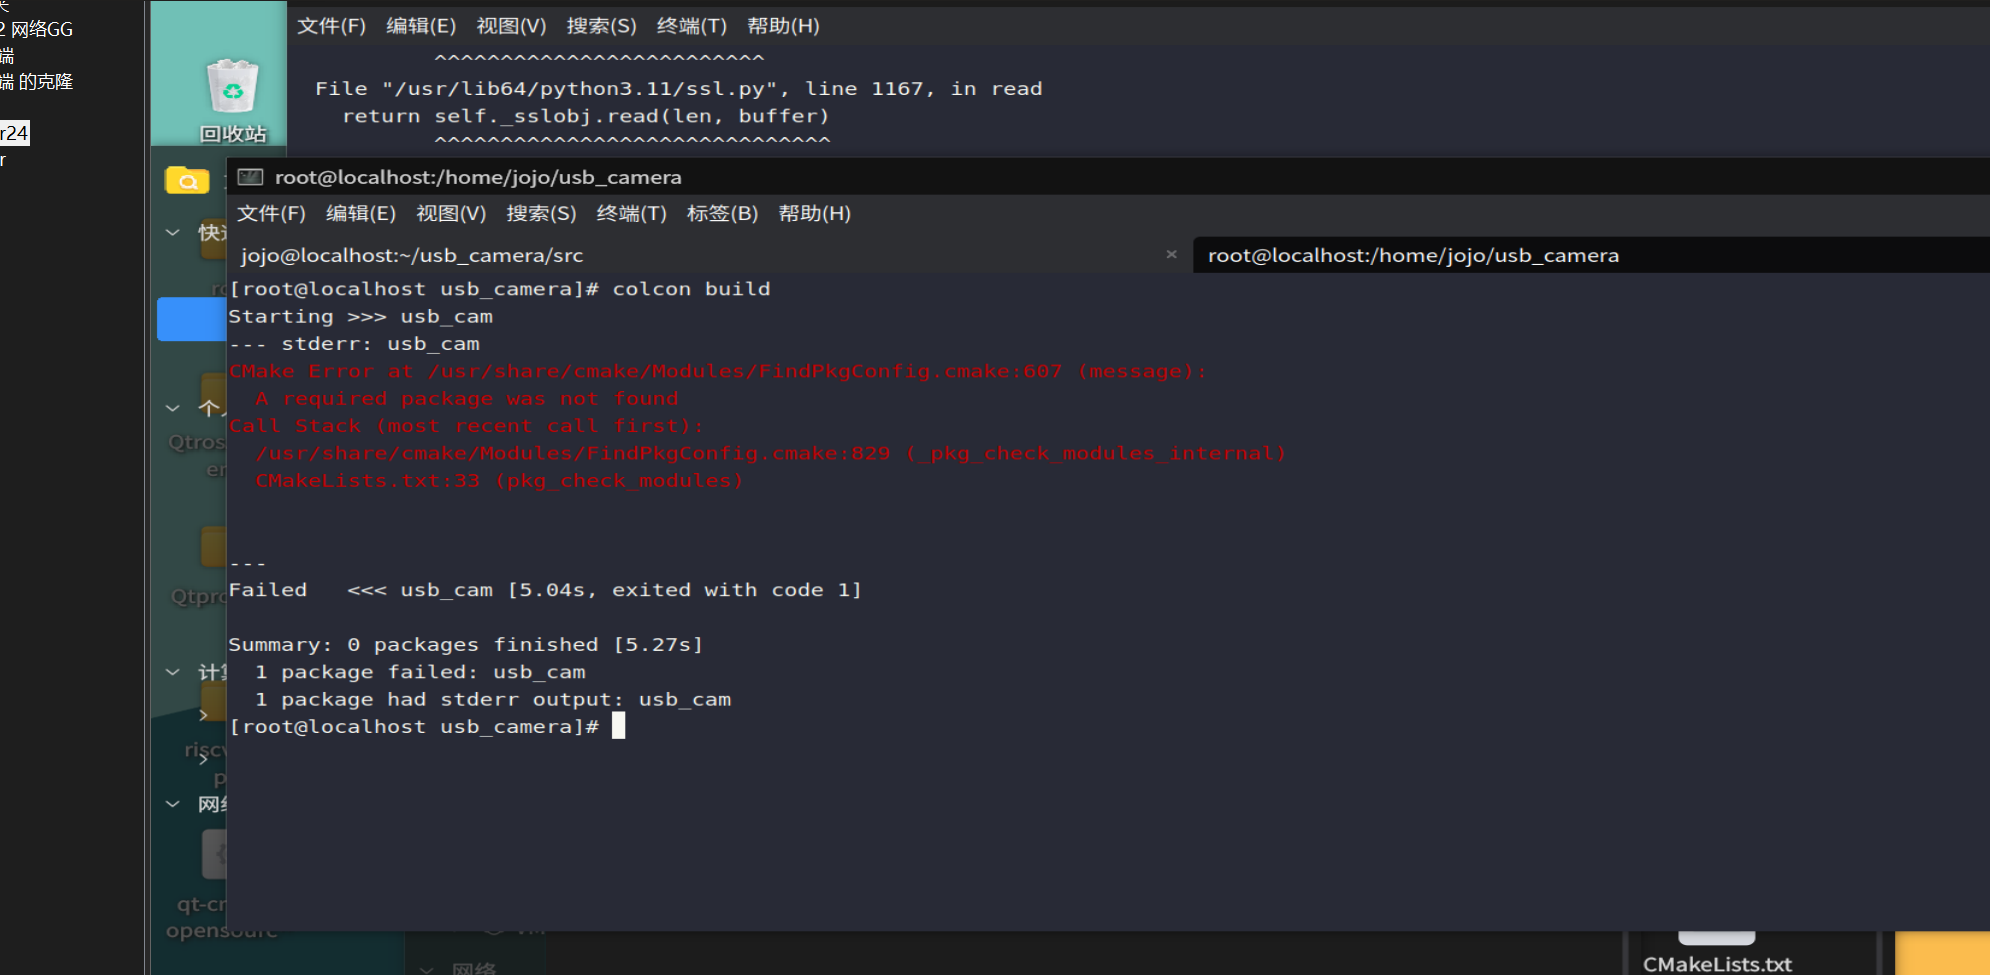 2 网络GG
端
端 的克隆
r24
r
回收站
文件(F) 编辑(E) 视图(V) 搜索(S) 终端(T) 帮助(H)
^^^^^^^^^^^^^^^^^^^^^^^^^
File "/usr/lib64/python3.11/ssl.py", line 1167, in read
return self._sslobj.read(len, buffer)
^^^^^^^^^^^^^^^^^^^^^^^^^^^^^^
root@localhost:/home/jojo/usb_camera
文件(F) 编辑(E) 视图(V) 搜索(S) 终端(T) 标签(B) 帮助(H)
jojo@localhost:~/usb_camera/src × root@localhost:/home/jojo/usb_camera
[root@localhost usb_camera]# colcon build
Starting >>> usb_cam
--- stderr: usb_cam
CMake Error at /usr/share/cmake/Modules/FindPkgConfig.cmake:607 (message):
A required package was not found
Call Stack (most recent call first):
/usr/share/cmake/Modules/FindPkgConfig.cmake:829 (_pkg_check_modules_internal)
CMakeLists.txt:33 (pkg_check_modules)
---
Failed <<< usb_cam [5.04s, exited with code 1]
Summary: 0 packages finished [5.27s]
1 package failed: usb_cam
1 package had stderr output: usb_cam
[root@localhost usb_camera]#
快
个
Qtros
er
Qtpro
计
riscv
p
网
qt-cr
opensourc
网络
CMakeLists.txt